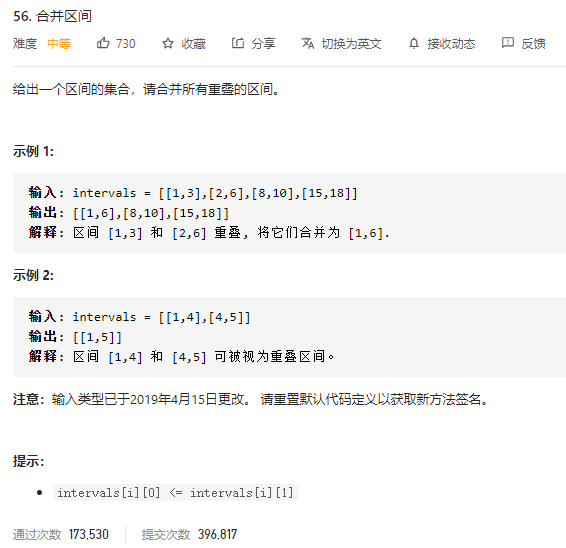 56. 合并区间
难度 中等 730 收藏 分享 切换为英文 接收动态 反馈
给出一个区间的集合，请合并所有重叠的区间。
示例 1:
输入: intervals = [[1,3],[2,6],[8,10],[15,18]]
输出: [[1,6],[8,10],[15,18]]
解释: 区间 [1,3] 和 [2,6] 重叠, 将它们合并为 [1,6].
示例 2:
输入: intervals = [[1,4],[4,5]]
输出: [[1,5]]
解释: 区间 [1,4] 和 [4,5] 可被视为重叠区间。
注意：输入类型已于2019年4月15日更改。 请重置默认代码定义以获取新方法签名。
提示：
• intervals[i][0] <= intervals[i][1]
通过次数 173,530 提交次数 396,817